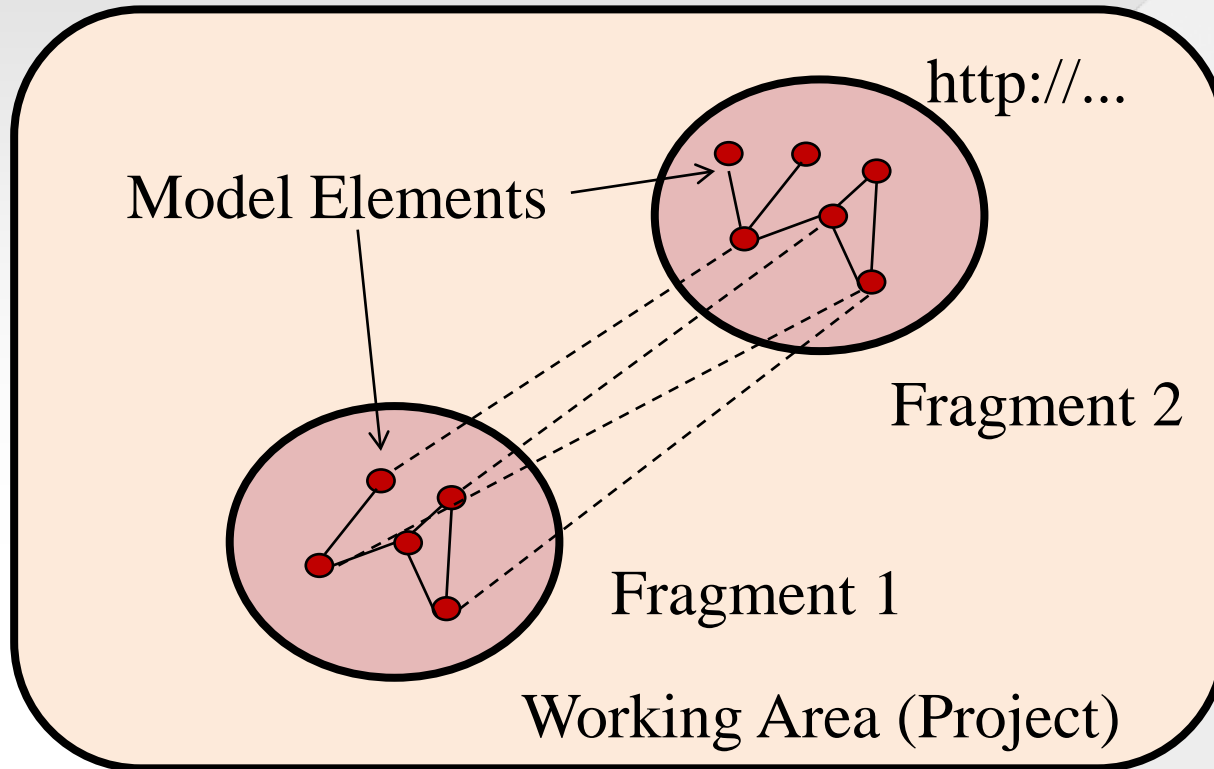 http://...
Model Elements
Fragment 2
Fragment 1
Working Area (Project)